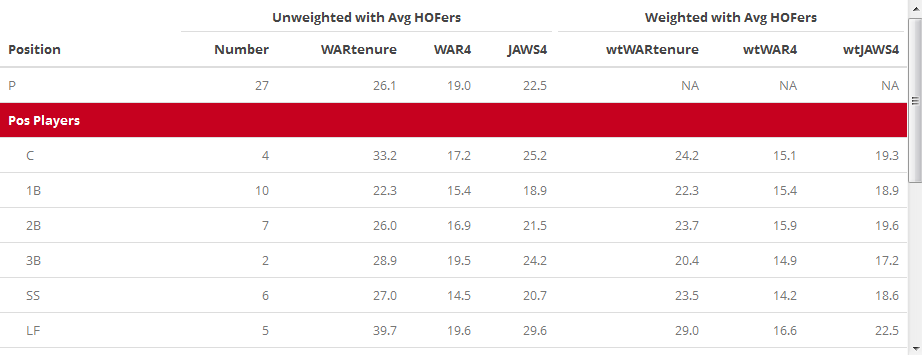 Unweighted with Avg HOFers Weighted with Avg HOFers
Position Number WARtenure WAR4 JAWS4 wtWARtenure wtWAR4 wtJAWS4
P 27 26.1 19.0 22.5 NA NA NA
Pos Players
C 4 33.2 17.2 25.2 24.2 15.1 19.3
1B 10 22.3 15.4 18.9 22.3 15.4 18.9
2B 7 26.0 16.9 21.5 23.7 15.9 19.6
3B 2 28.9 19.5 24.2 20.4 14.9 17.2
SS 6 27.0 14.5 20.7 23.5 14.2 18.6
LF 5 39.7 19.6 29.6 29.0 16.6 22.5